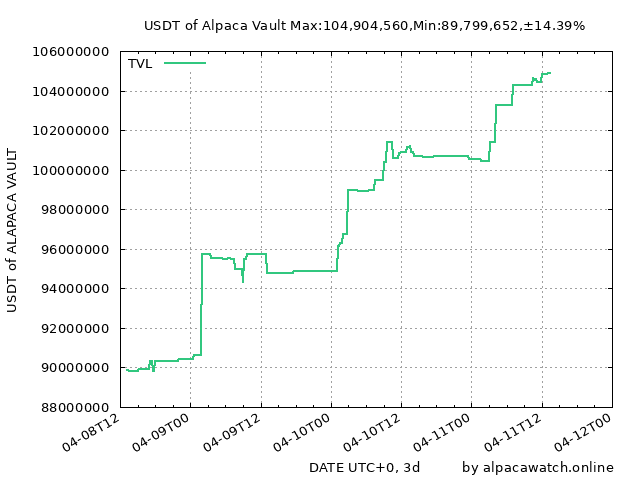 USDT of Alpaca Vault Max:104,904,560,Min:89,799,652,±14.39%
TVL
106000000
104000000
102000000
100000000
98000000
96000000
94000000
92000000
90000000
88000000
USDT of ALAPACA VAULT
04-08T12
04-09T00
04-09T12
04-10T00
04-10T12
04-11T00
04-11T12
04-12T00
DATE UTC+0, 3d
by alpacawatch.online